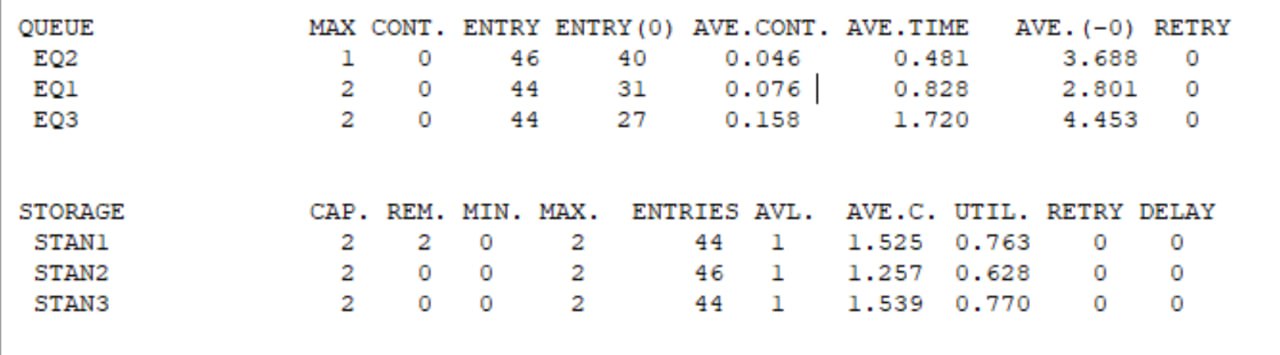 QUEUE MAX CONT. ENTRY ENTRY(0) AVE.CONT. AVE.TIME AVE.(-0) RETRY
EQ2 1 0 46 40 0.046 0.481 3.688 0
EQ1 2 0 44 31 0.076 0.828 2.801 0
EQ3 2 0 44 27 0.158 1.720 4.453 0
STORAGE CAP. REM. MIN. MAX. ENTRIES AVL. AVE.C. UTIL. RETRY DELAY
STAN1 2 2 0 2 44 1 1.525 0.763 0 0
STAN2 2 0 0 2 46 1 1.257 0.628 0 0
STAN3 2 0 0 2 44 1 1.539 0.770 0 0